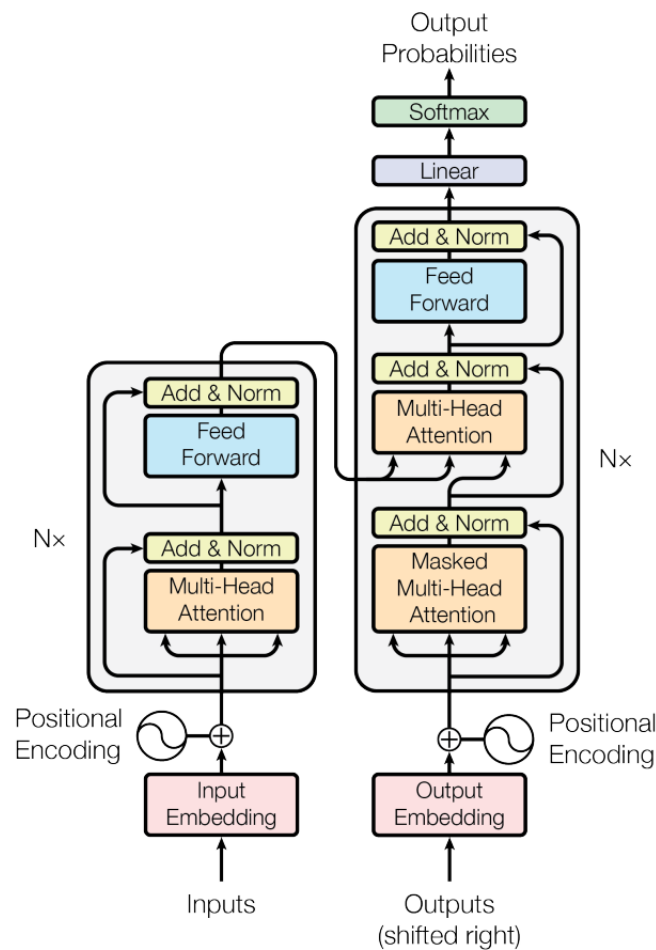 Output
Probabilities
Softmax
Linear
Add & Norm
Feed
Forward
Add & Norm
Multi-Head
Attention
Add & Norm
Masked
Multi-Head
Attention
N×
Add & Norm
Feed
Forward
Add & Norm
Multi-Head
Attention
N×
Positional
Encoding
Input
Embedding
Inputs
Positional
Encoding
Output
Embedding
Outputs
(shifted right)